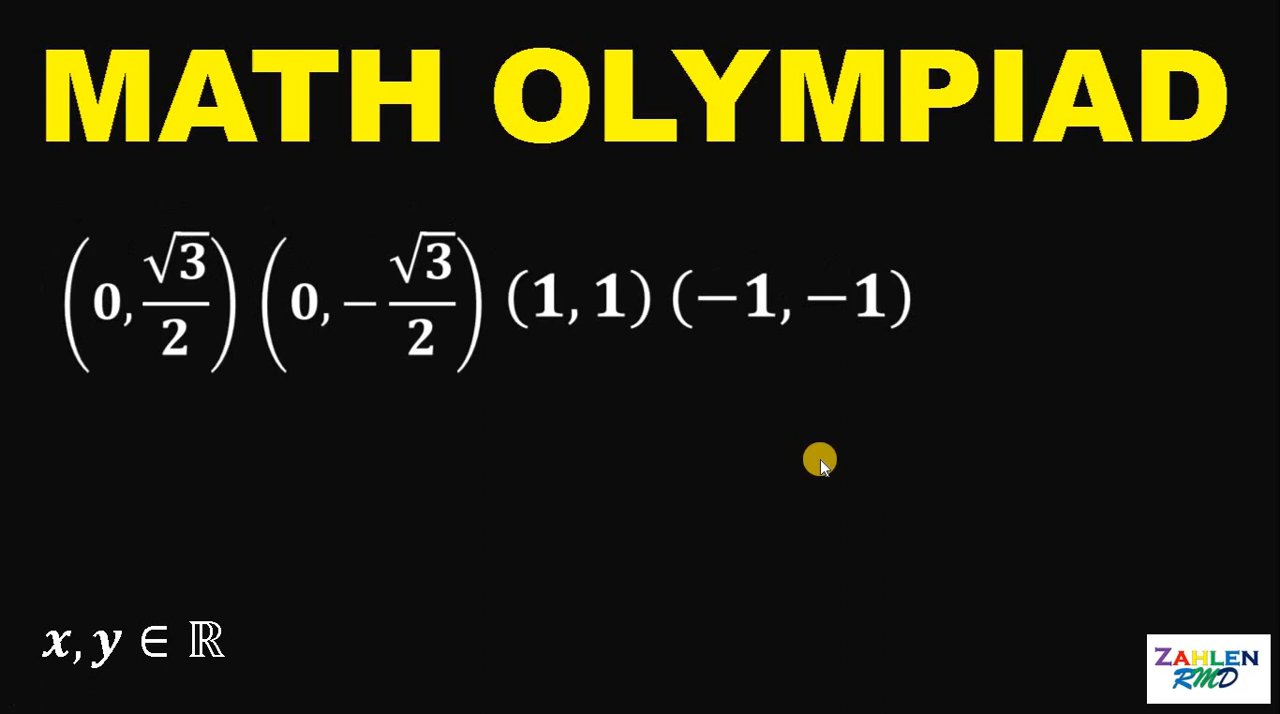 MATH OLYMPIAD
(0, √3/2) (0, −√3/2) (1, 1) (−1, −1)
x, y ∈ ℝ
ZAHLEN
RMD